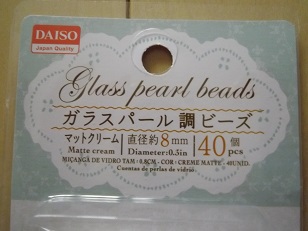 DAISO
Japan Quality
Glass pearl beads
ガラスパール調ビーズ
マットクリーム 直径約8mm 40個
Matte cream Diameter:0.3in pcs
MIÇANGA DE VIDRO TAM : 0.8CM - COR : CREME MATTE - 40UNID.
Cuentas de perlas de vidrio